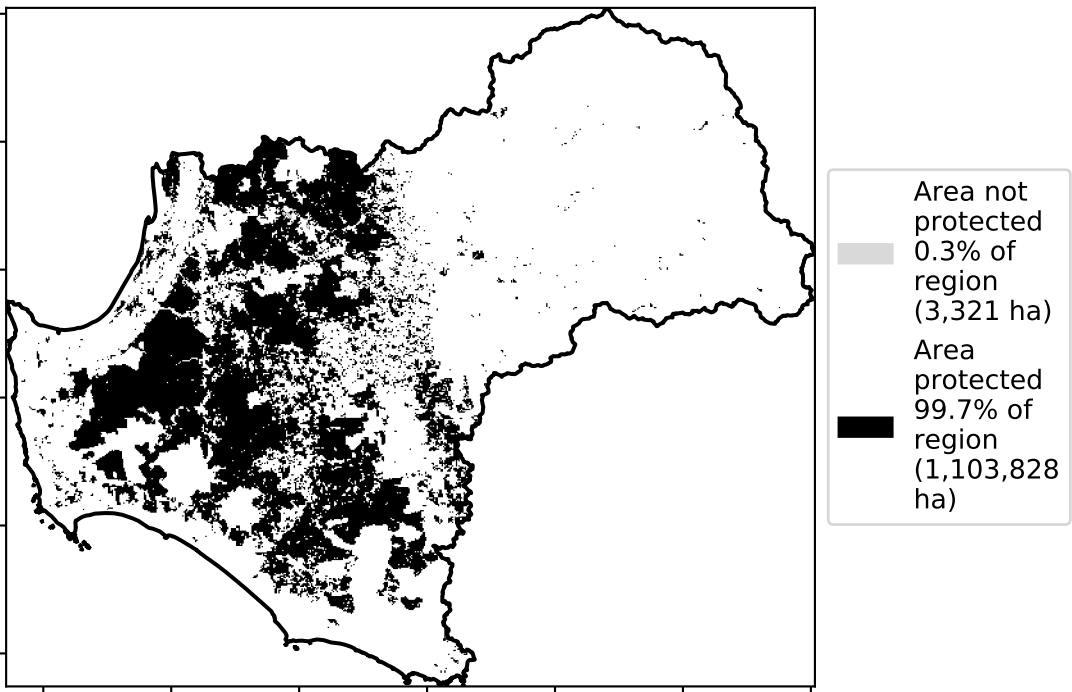 Area not
protected
0.3% of
region
(3,321 ha)
Area
protected
99.7% of
region
(1,103,828
ha)